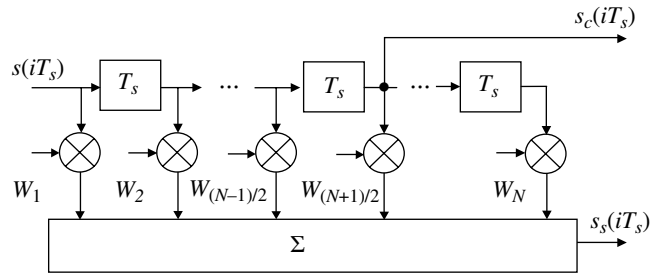 s_c(iT_s)
s(iT_s)
T_s ... T_s ... T_s
W_1 W_2 W_{(N−1)/2} W_{(N+1)/2} W_N
s_s(iT_s)
Σ